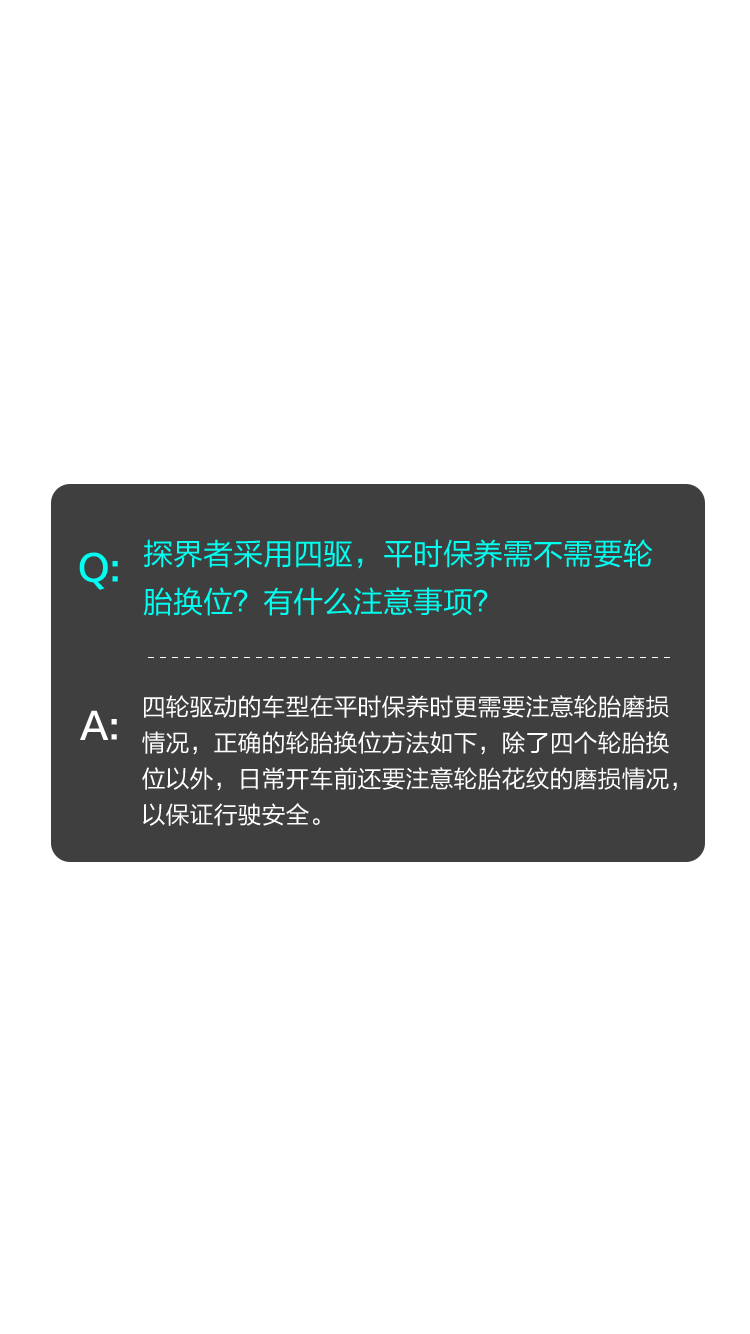 Q: 探界者采用四驱，平时保养需不需要轮
胎换位？有什么注意事项？
A: 四轮驱动的车型在平时保养时更需要注意轮胎磨损
情况，正确的轮胎换位方法如下，除了四个轮胎换
位以外，日常开车前还要注意轮胎花纹的磨损情况，
以保证行驶安全。